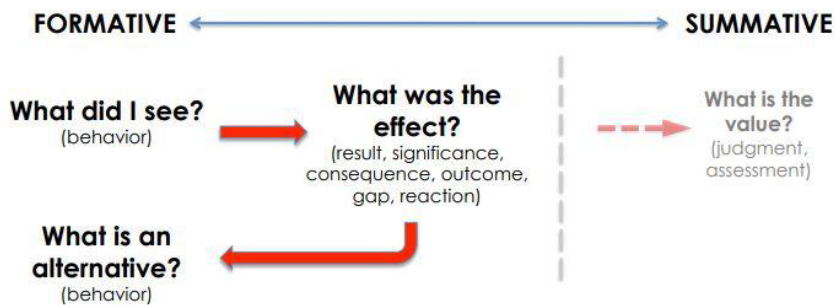 FORMATIVE
SUMMATIVE
What did I see?
(behavior)
What was the
effect?
(result, significance,
consequence, outcome,
gap, reaction)
What is the
value?
(judgment,
assessment)
What is an
alternative?
(behavior)